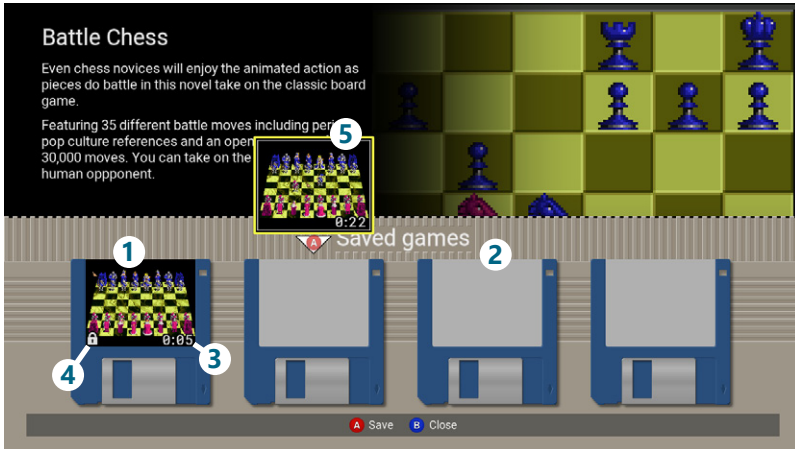 Battle Chess
Even chess novices will enjoy the animated action as
pieces do battle in this novel take on the classic board
game.
Featuring 35 different battle moves including
pop culture references and an
30,000 moves. You can take on the
human oppponent.
5
0:22
A
Saved games
1
2
0:05
3
4
A Save B Close